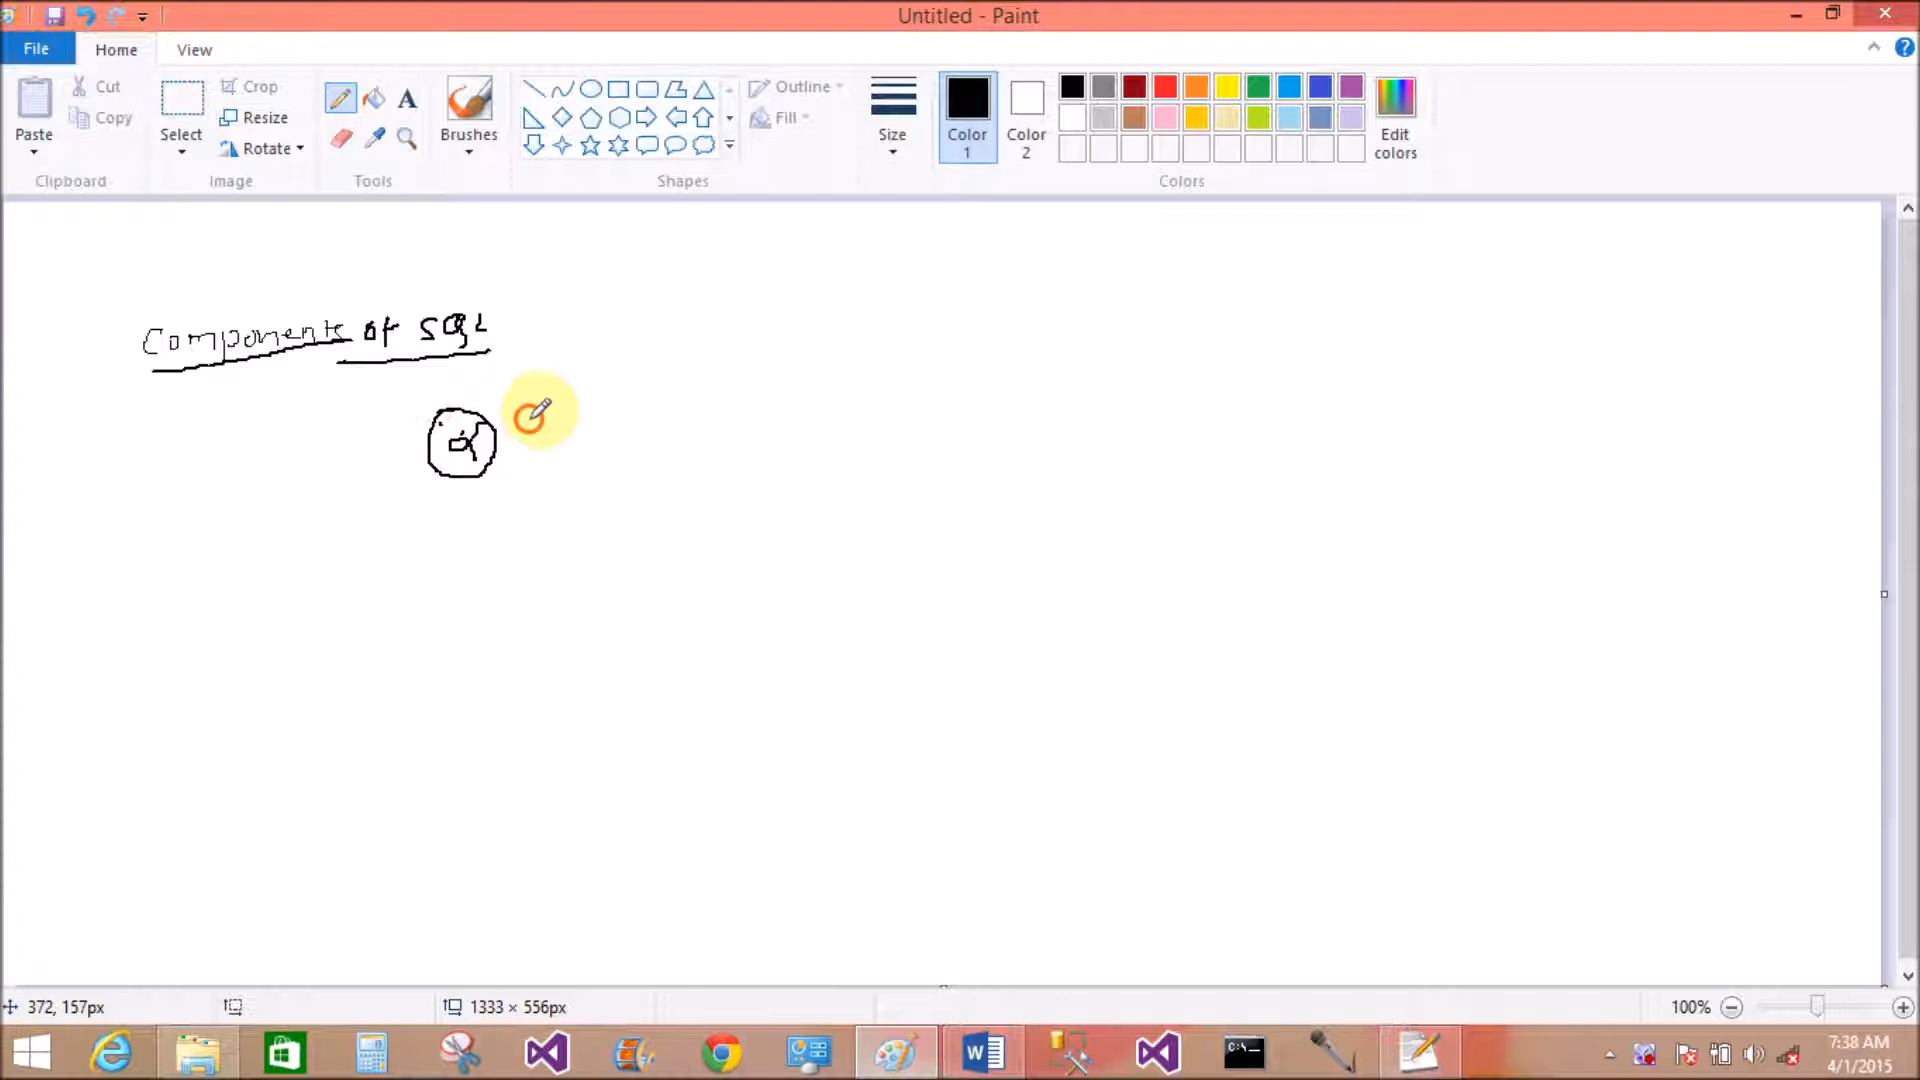 Untitled - Paint
File
Home
View
Cut
Copy
Paste
Clipboard
Select
Crop
Resize
Rotate
Image
A
Tools
Brushes
Shapes
Outline
Fill
Size
Color
1
Color
2
Edit
colors
Colors
Components of SQL
372, 157px
1333 × 556px
100%
C:\
7:38 AM
4/1/2015